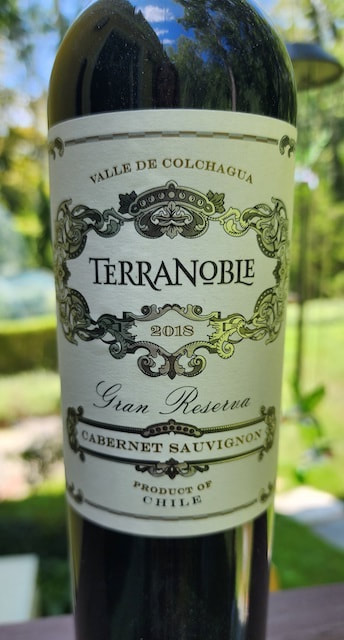 VALLE DE COLCHAGUA
TERRANOBLE
2018
Gran Reserva
CABERNET SAUVIGNON
PRODUCT OF
CHILE